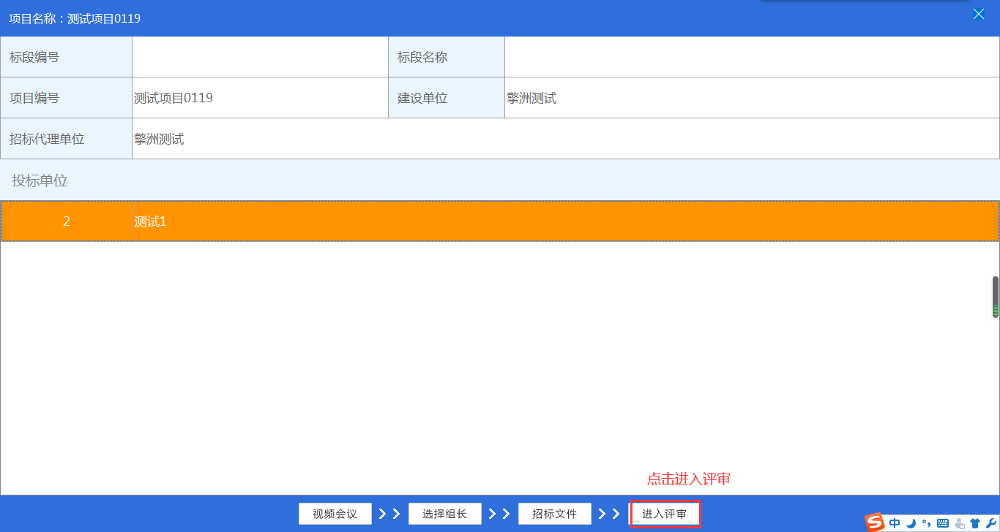 项目名称：测试项目0119
标段编号 标段名称
项目编号 测试项目0119 建设单位 擎洲测试
招标代理单位 擎洲测试
投标单位
2 测试1
点击进入评审
视频会议 选择组长 招标文件 进入评审
S 中